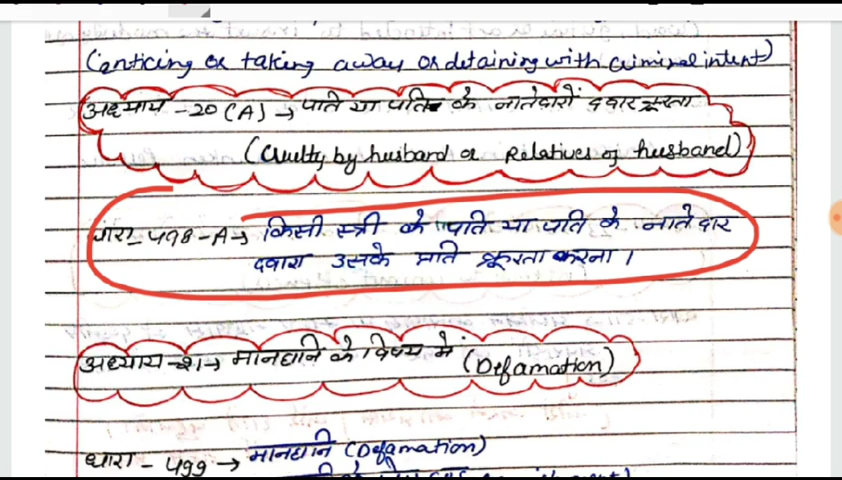 (enticing or taking away or detaining with criminal intent)
अध्याय -20 (A) → पति या पति के नातेदारों द्वारा क्रूरता
(Cruelty by husband or Relatives of husband)
धारा - 498-A → किसी स्त्री के पति या पति के नातेदार
द्वारा उसके प्रति क्रूरता करना ।
अध्याय -21 → मानहानि के विषय में (Defamation)
धारा - 499 → मानहानि (Defamation)